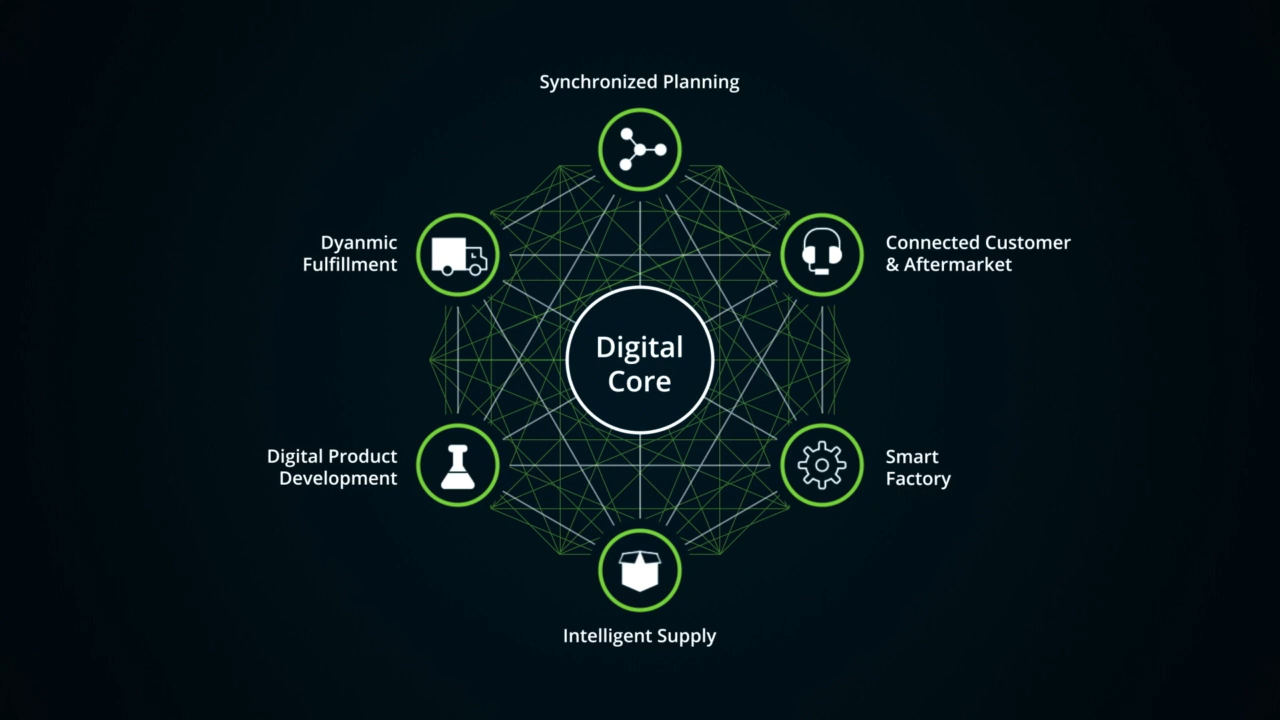 Synchronized Planning
Dyanmic
Fulfillment
Connected Customer
& Aftermarket
Digital
Core
Digital Product
Development
Smart
Factory
Intelligent Supply